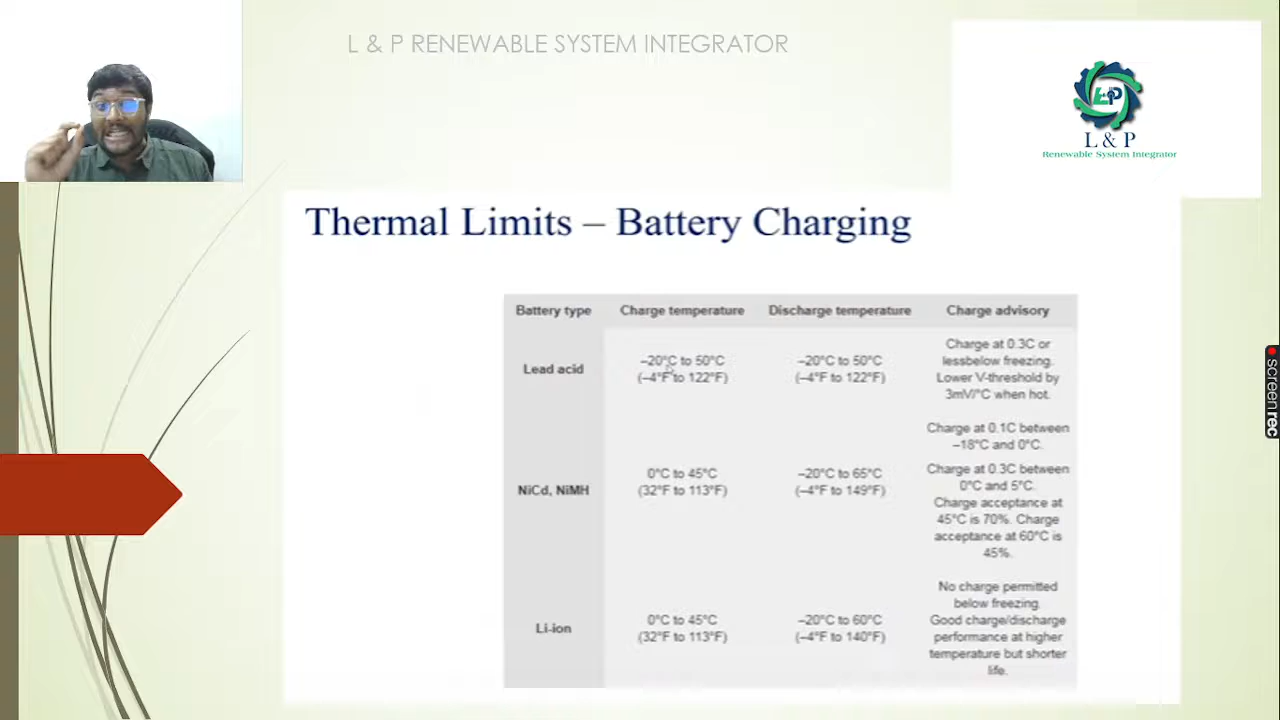 L & P RENEWABLE SYSTEM INTEGRATOR
L & P
Renewable System Integrator
Thermal Limits – Battery Charging
Battery type
Charge temperature
Discharge temperature
Charge advisory
Lead acid
–20°C to 50°C
(–4°F to 122°F)
–20°C to 50°C
(–4°F to 122°F)
Charge at 0.3C or
lessbelow freezing.
Lower V-threshold by
3mV/°C when hot.
NiCd, NiMH
0°C to 45°C
(32°F to 113°F)
–20°C to 65°C
(–4°F to 149°F)
Charge at 0.1C between
–18°C and 0°C.
Charge at 0.3C between
0°C and 5°C.
Charge acceptance at
45°C is 70%. Charge
acceptance at 60°C is
45%.
Li-ion
0°C to 45°C
(32°F to 113°F)
–20°C to 60°C
(–4°F to 140°F)
No charge permitted
below freezing.
Good charge/discharge
performance at higher
temperature but shorter
life.
screenrec